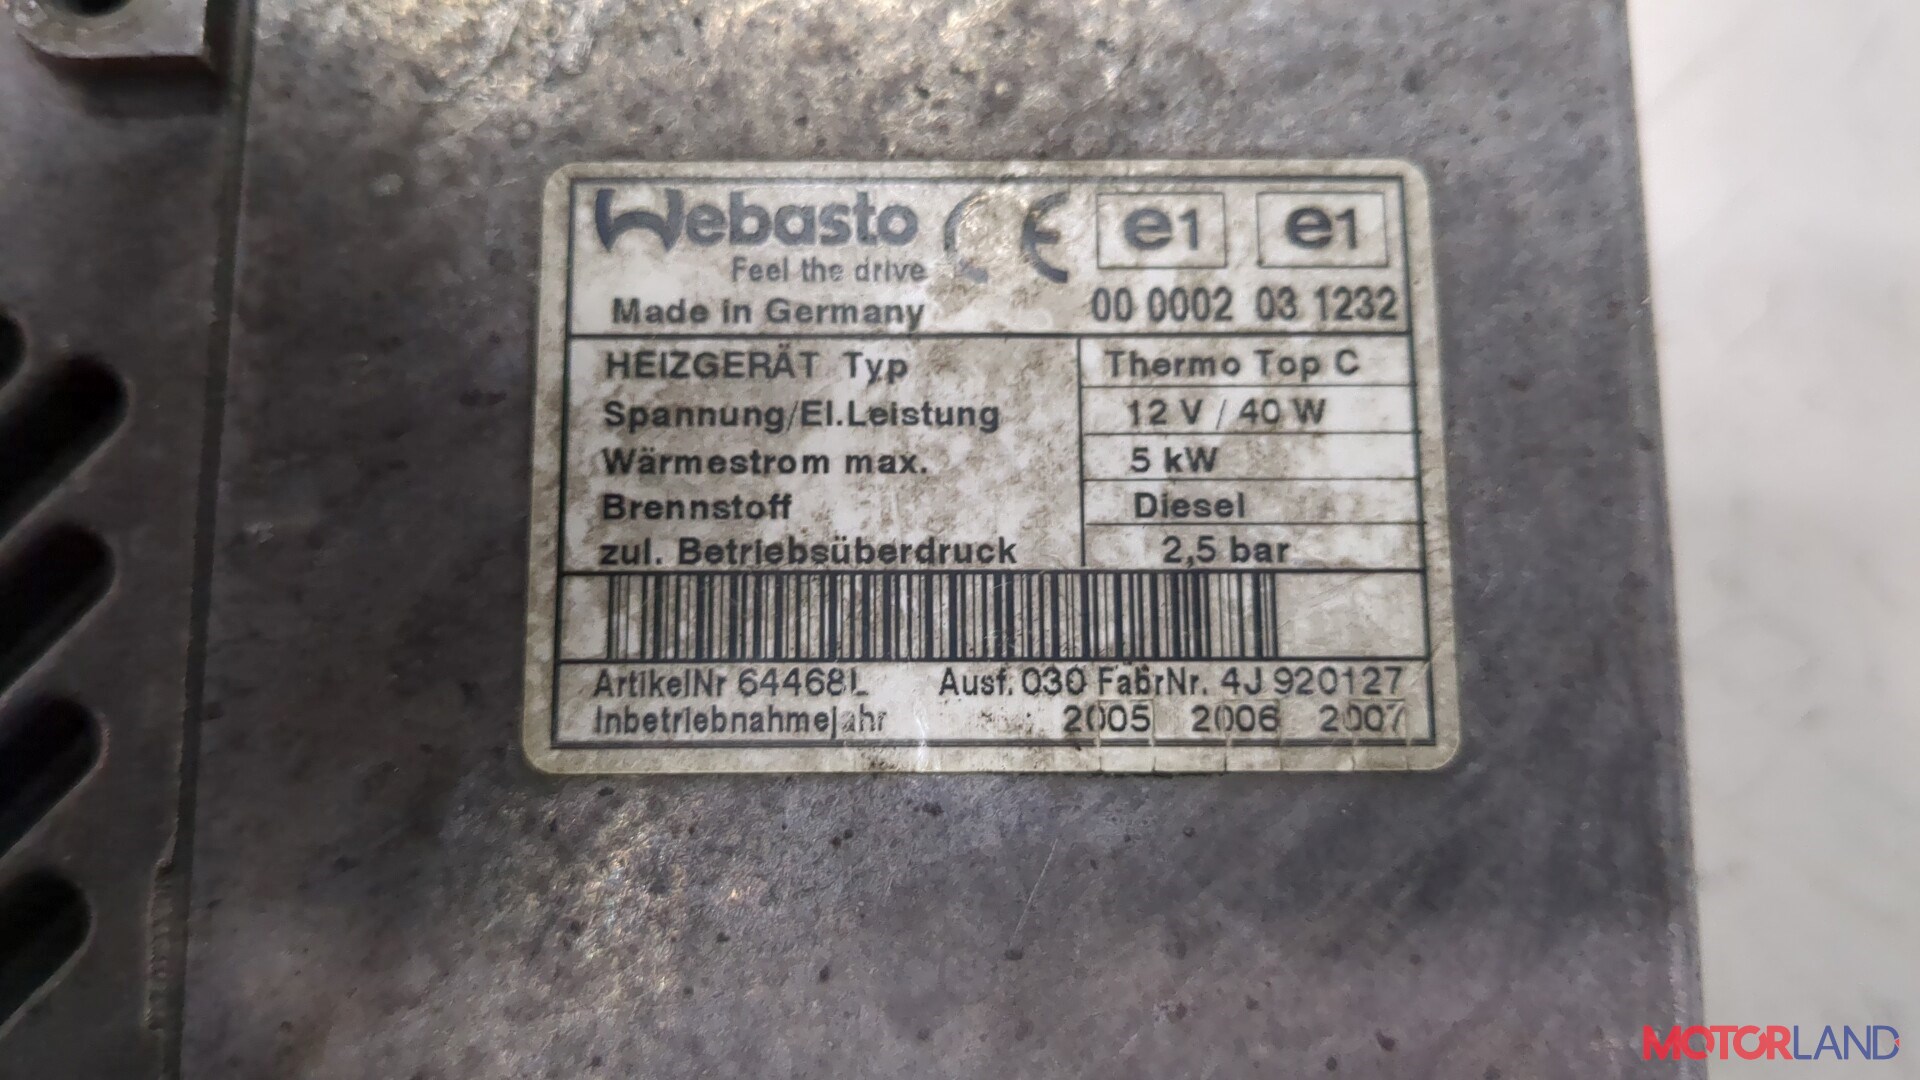 Webasto CE e1 e1
Feel the drive
Made in Germany 00 0002 03 1232
HEIZGERÄT Typ Thermo Top C
Spannung/El.Leistung 12 V / 40 W
Wärmestrom max. 5 kW
Brennstoff Diesel
zul. Betriebsüberdruck 2,5 bar
ArtikelNr 64468L Ausf. 030 FabrNr. 4J 920127
Inbetriebnahmejahr 2005 2006 2007
MOTORLAND